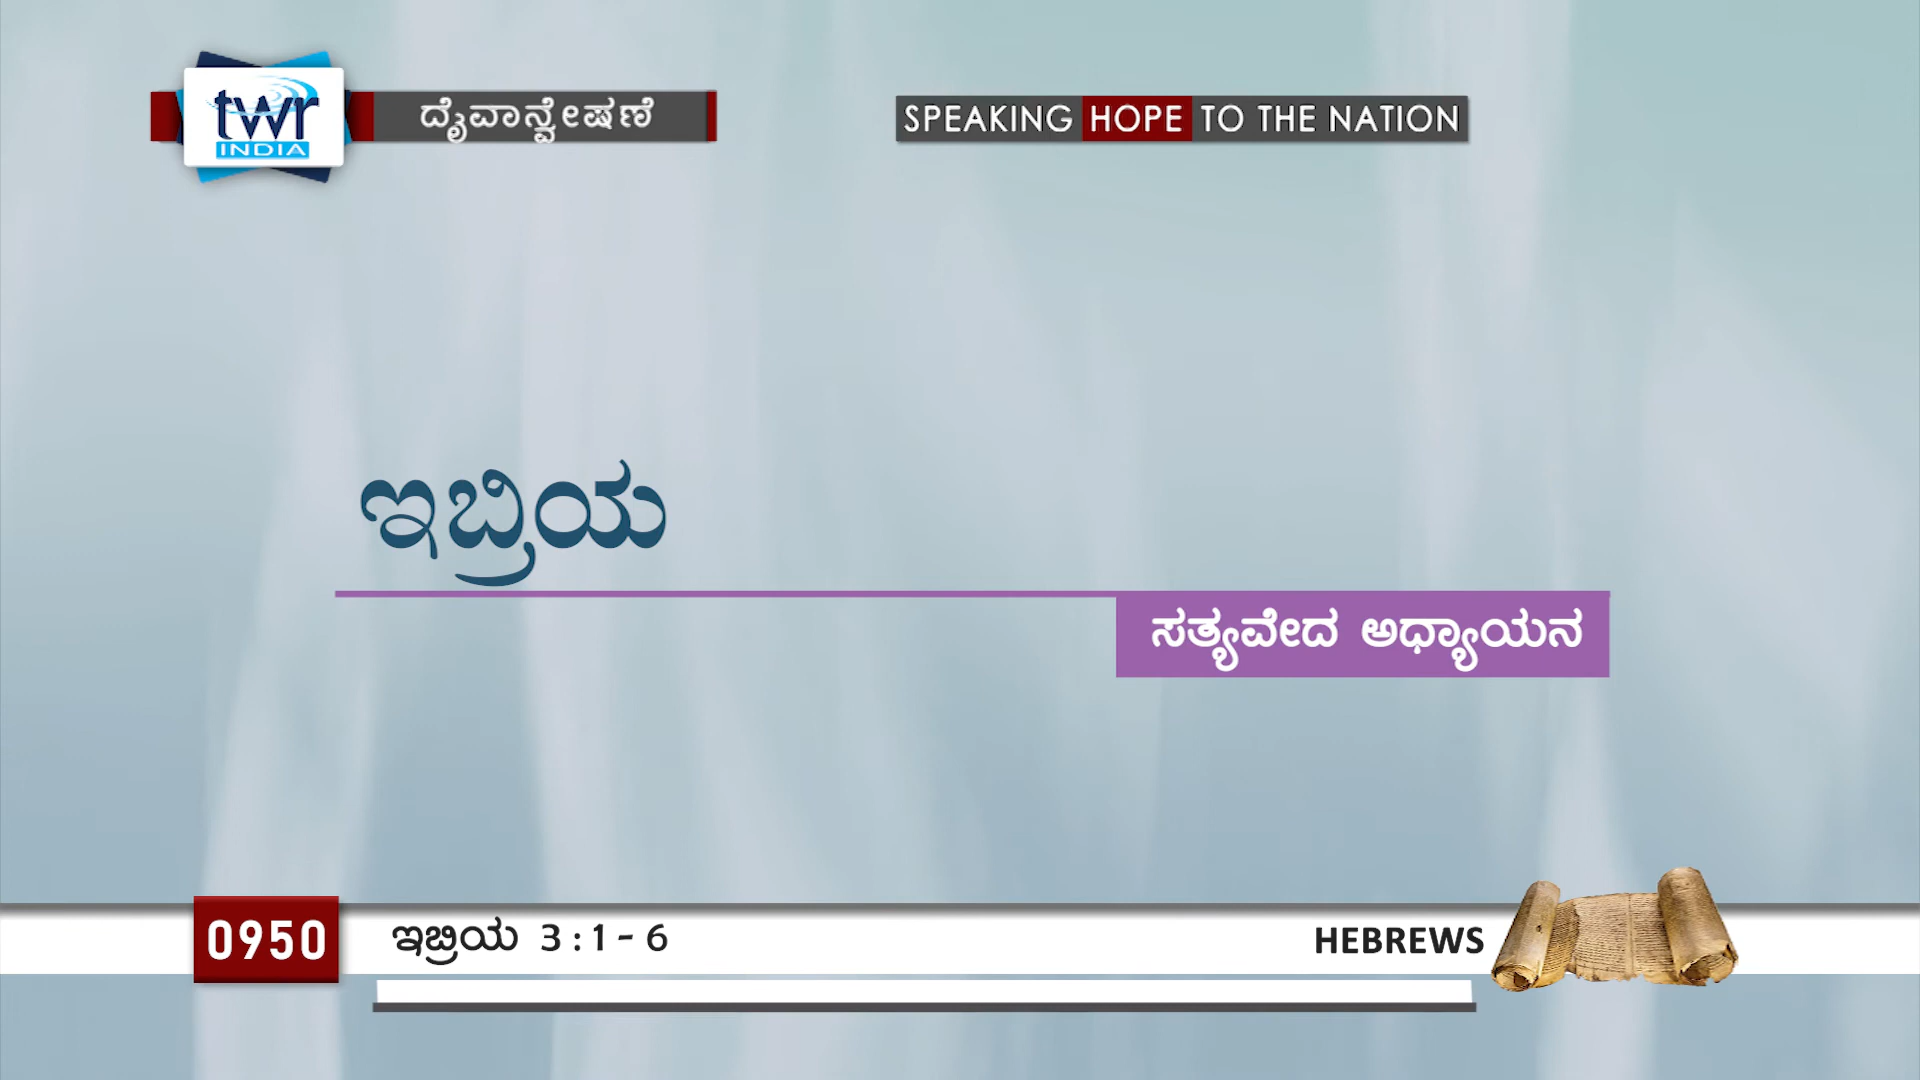 twr
INDIA
ದೈವಾನ್ವೇಷಣೆ
SPEAKING HOPE TO THE NATION
ಇಬ್ರಿಯ
ಸತ್ಯವೇದ ಅಧ್ಯಾಯನ
0950
ಇಬ್ರಿಯ 3:1-6
HEBREWS